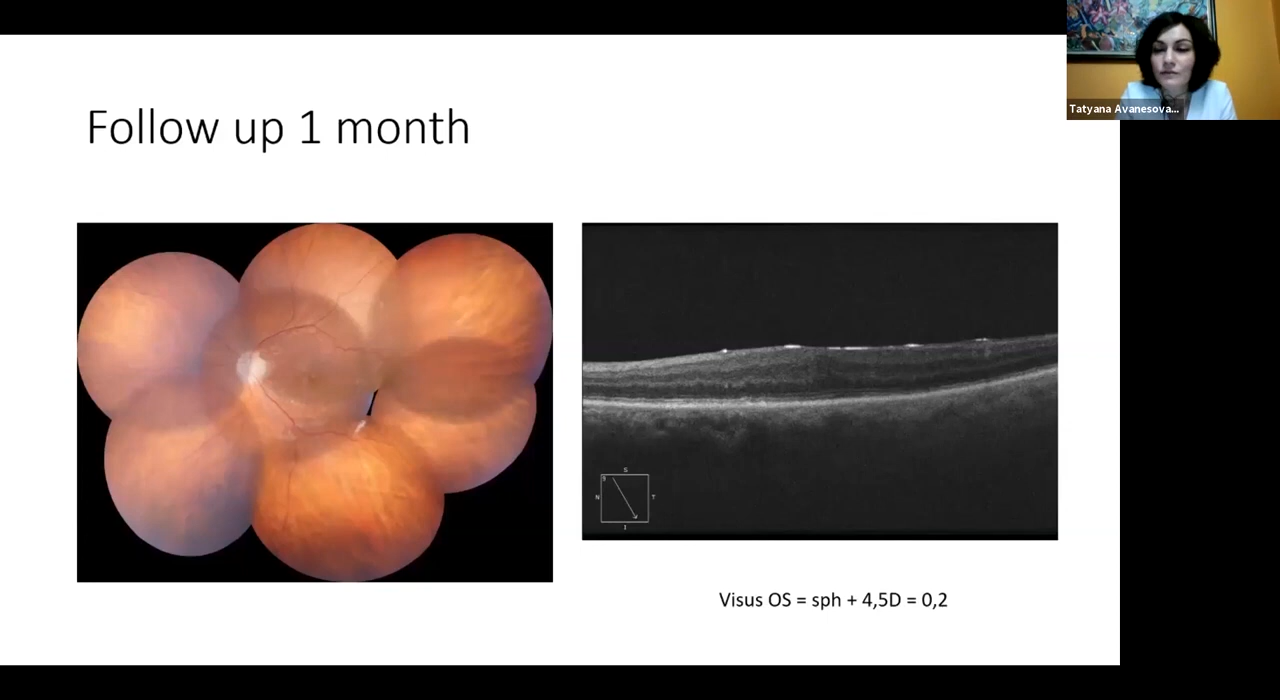 Tatyana Avanesova...
Follow up 1 month
S
N
T
I
Visus OS = sph + 4,5D = 0,2